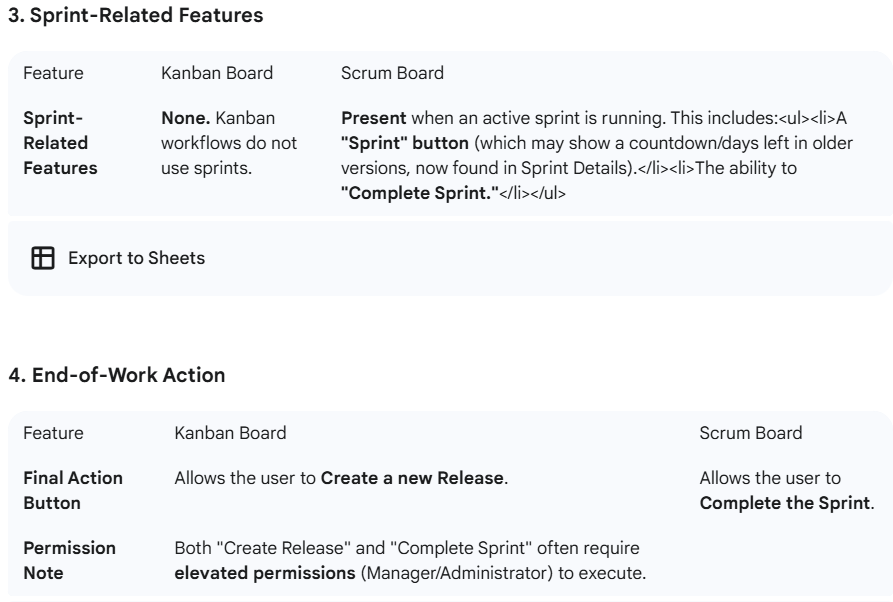 3. Sprint-Related Features
Feature Kanban Board Scrum Board
Sprint-Related Features
None. Kanban workflows do not use sprints.
Present when an active sprint is running. This includes:<ul><li>A
"Sprint" button (which may show a countdown/days left in older
versions, now found in Sprint Details).</li><li>The ability to
"Complete Sprint."</li></ul>
Export to Sheets
4. End-of-Work Action
Feature Kanban Board Scrum Board
Final Action
Button
Allows the user to Create a new Release.
Allows the user to
Complete the Sprint.
Permission
Note
Both "Create Release" and "Complete Sprint" often require
elevated permissions (Manager/Administrator) to execute.